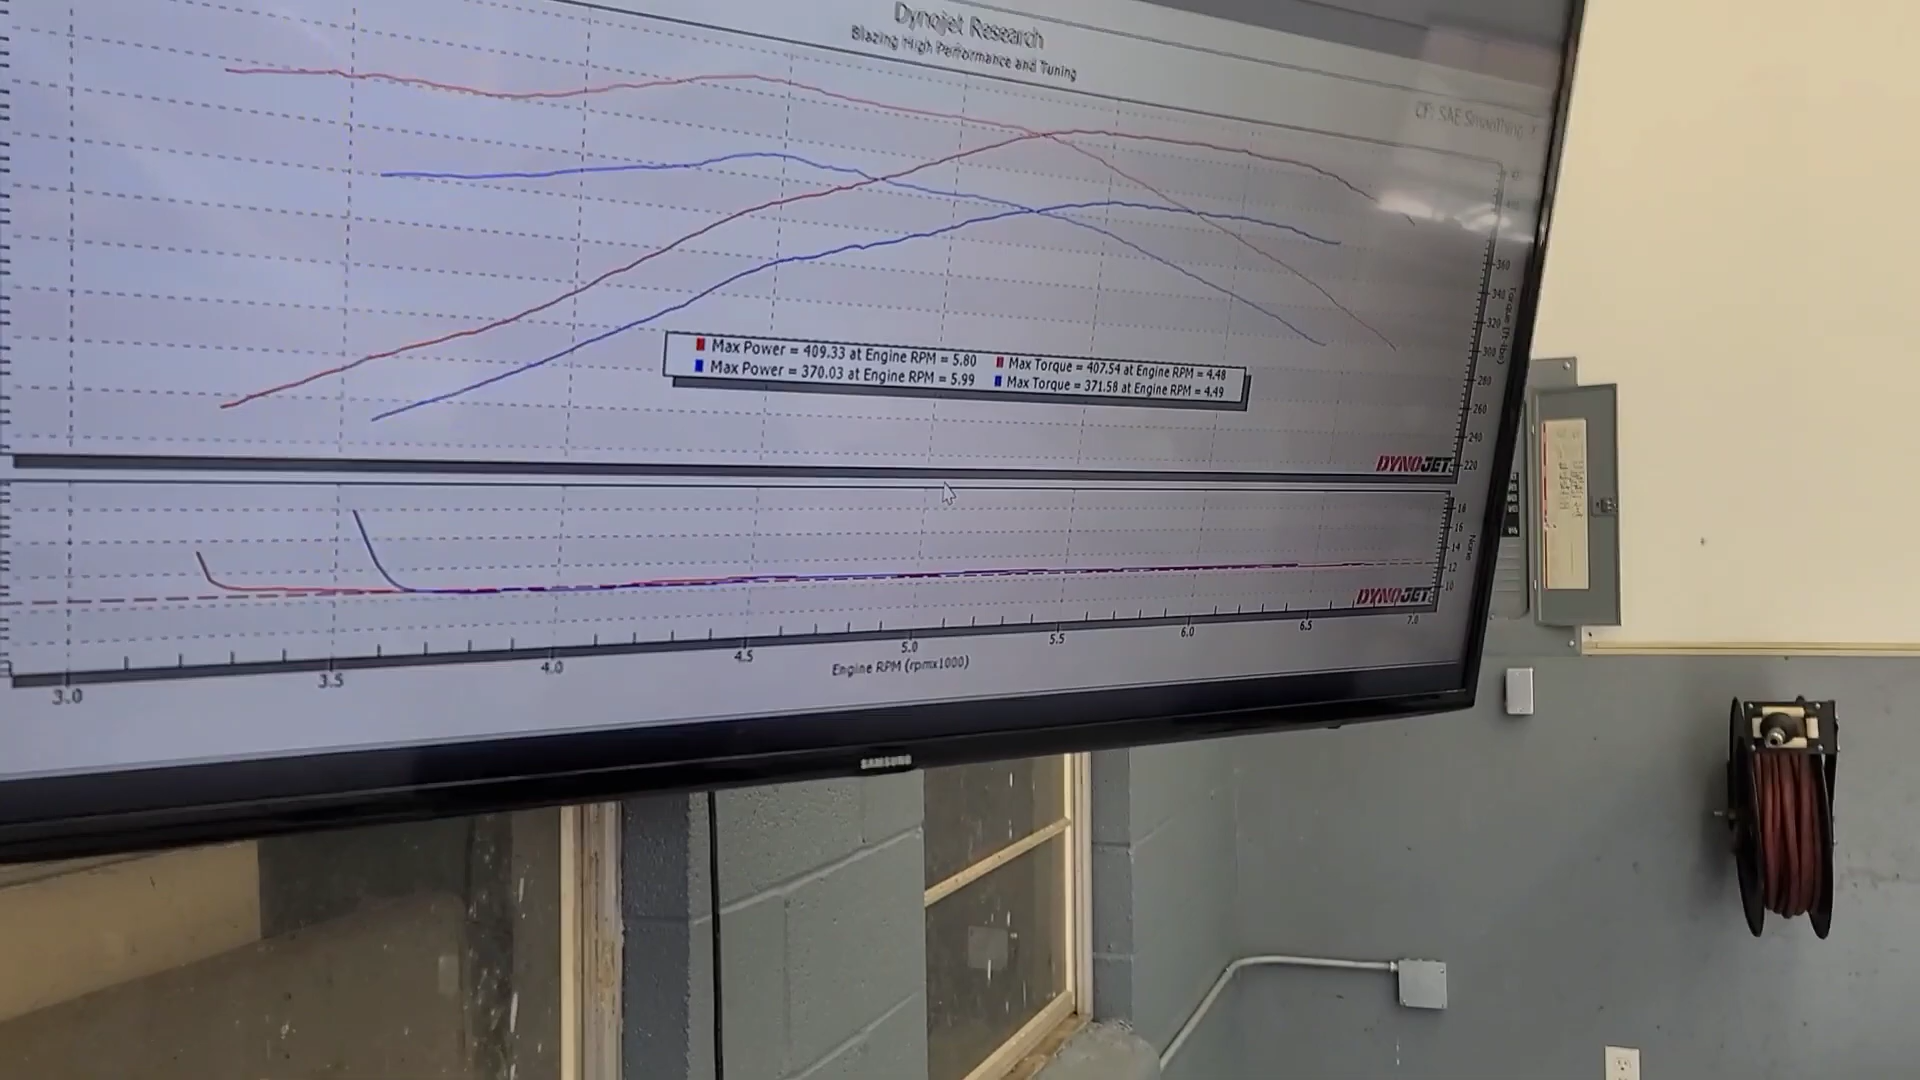 Dynojet Research
Blazing High Performance and Tuning
CF: SAE Smoothing:
360
340
320
300
280
260
240
220
Torque (ft-lbs)
Max Power = 409.33 at Engine RPM = 5.80 Max Torque = 407.54 at Engine RPM = 4.48
Max Power = 370.03 at Engine RPM = 5.99 Max Torque = 371.58 at Engine RPM = 4.49
DYNOJET
18
16
14
12
10
None
DYNOJET
3.0 3.5 4.0 4.5 5.0 5.5 6.0 6.5 7.0
Engine RPM (rpmx1000)
SAMSUNG